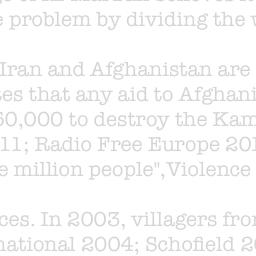 e problem by dividing the w
Iran and Afghanistan are
es that any aid to Afghani
50,000 to destroy the Kam
11; Radio Free Europe 201
e million people",Violence
ces. In 2003, villagers from
national 2004; Schofield 20